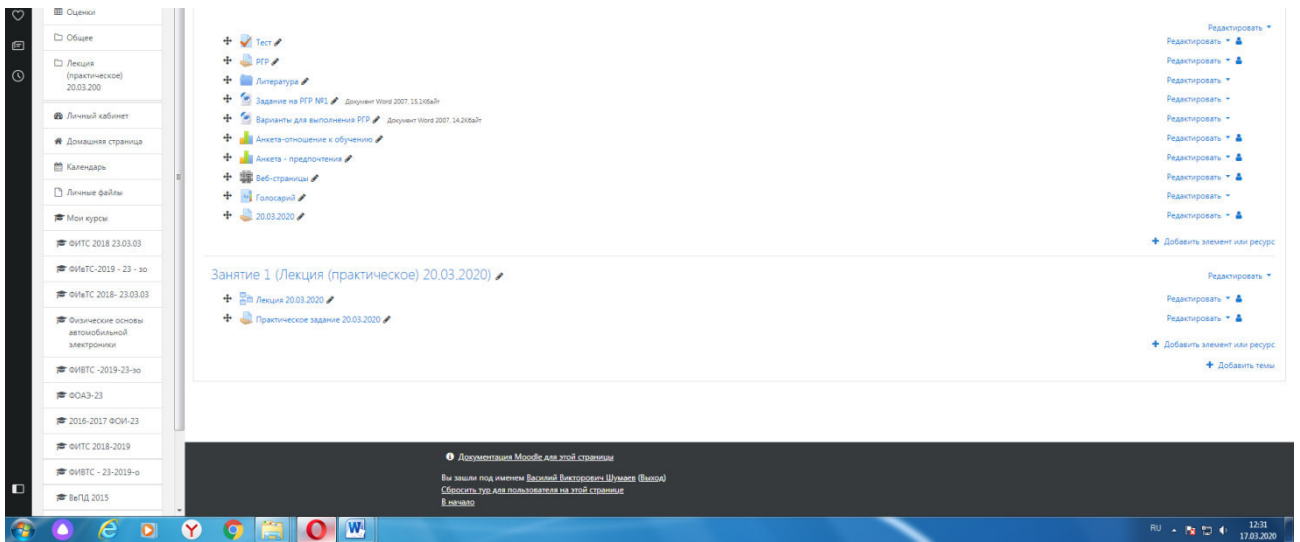 Оценки
Общее
Лекция
(практическое)
20.03.200
Личный кабинет
Домашняя страница
Календарь
Личные файлы
Мои курсы
ФИТС 2018 23.03.03
ФИвТС-2019 - 23 - зо
ФИвТС 2018- 23.03.03
Физические основы
автомобильной
электроники
ФИВТС -2019-23-зо
ФОАЭ-23
2016-2017 ФОИ-23
ФИТС 2018-2019
ФИВТС - 23-2019-о
ВвПД 2015
Редактировать
Тест Редактировать
РГР Редактировать
Литература Редактировать
Задание на РГР №1 Документ Word 2007, 15.1Кбайт Редактировать
Варианты для выполнения РГР Документ Word 2007, 14.2Кбайт Редактировать
Анкета-отношение к обучению Редактировать
Анкета - предпочтения Редактировать
Веб-страницы Редактировать
Голосарий Редактировать
20.03.2020 Редактировать
Добавить элемент или ресурс
Занятие 1 (Лекция (практическое) 20.03.2020) Редактировать
Лекция 20.03.2020 Редактировать
Практическое задание 20.03.2020 Редактировать
Добавить элемент или ресурс
Добавить темы
Документация Moodle для этой страницы
Вы зашли под именем Василий Викторович Шумаев (Выход)
Сбросить тур для пользователя на этой странице
В начало
RU 12:31
17.03.2020